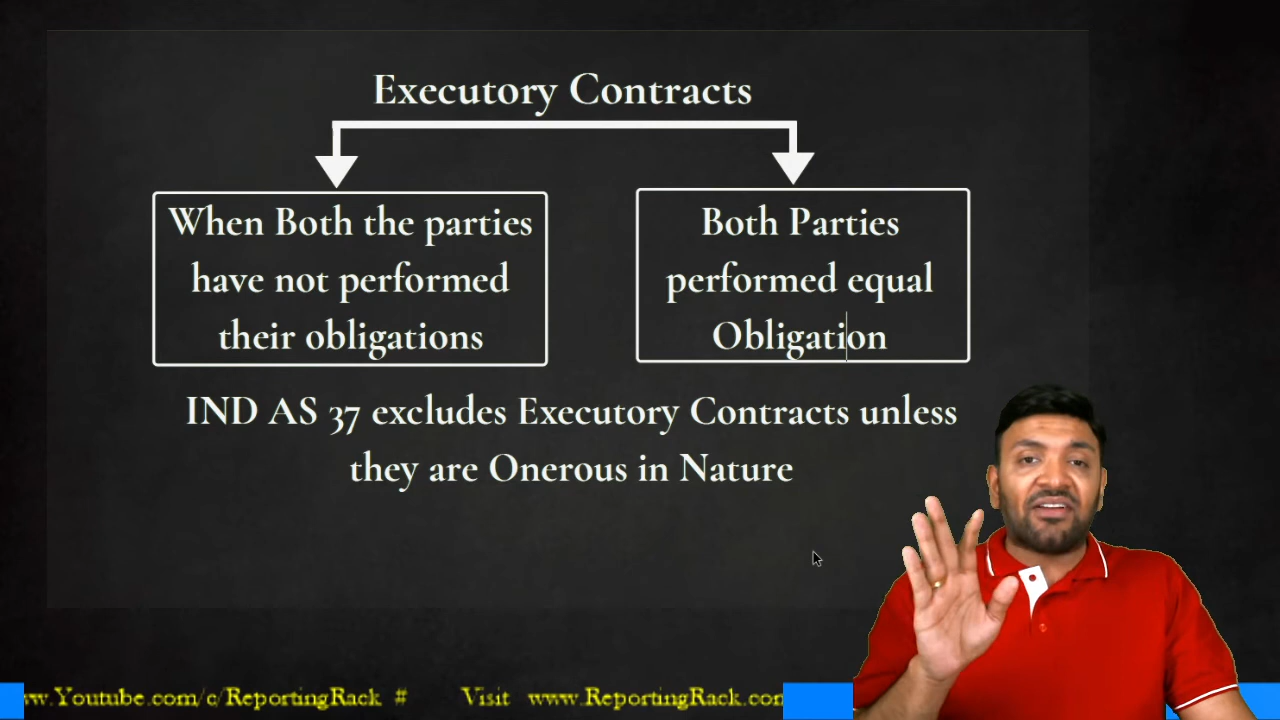 Executory Contracts
When Both the parties
have not performed
their obligations
Both Parties
performed equal
Obligation
IND AS 37 excludes Executory Contracts unless
they are Onerous in Nature
w.Youtube.com/c/ReportingRack # Visit www.ReportingRack.com